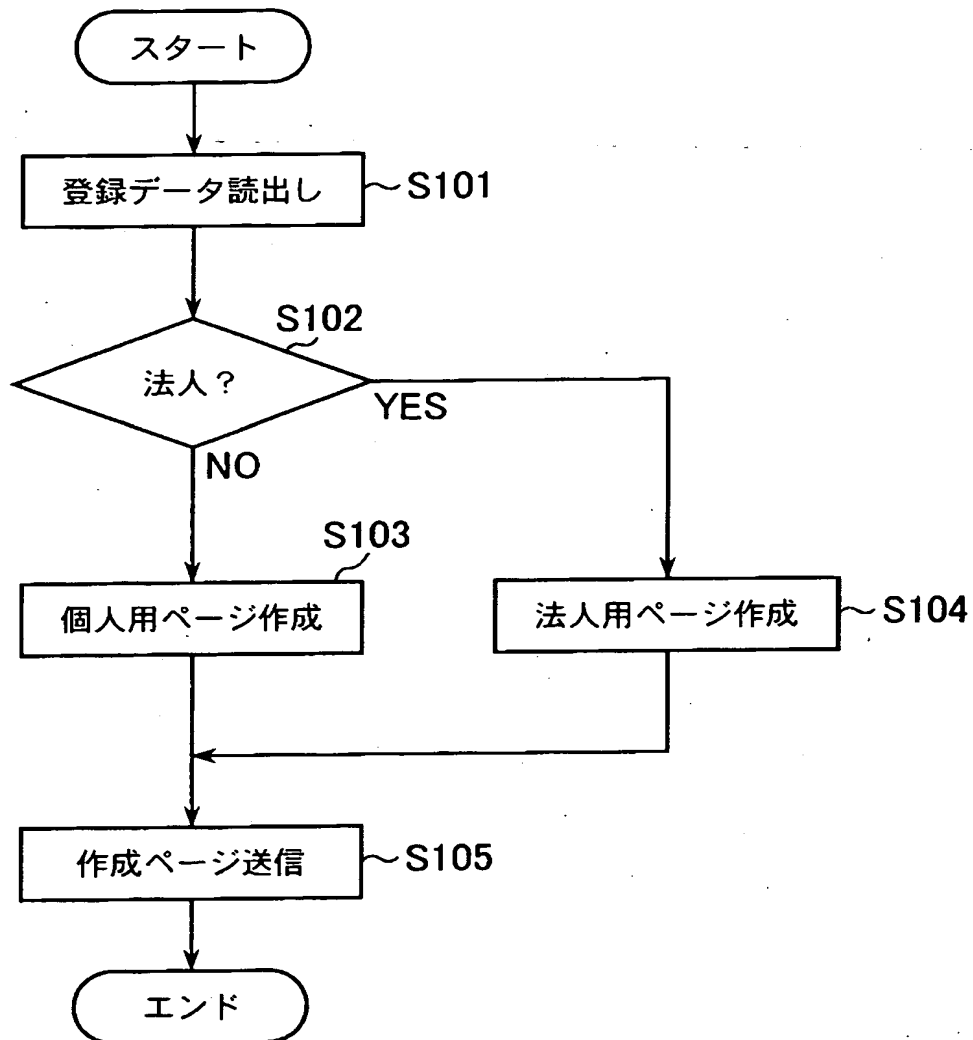 スタート
登録データ読出し
S101
S102
法人?
YES
NO
S103
個人用ページ作成
法人用ページ作成
S104
作成ページ送信
S105
エンド